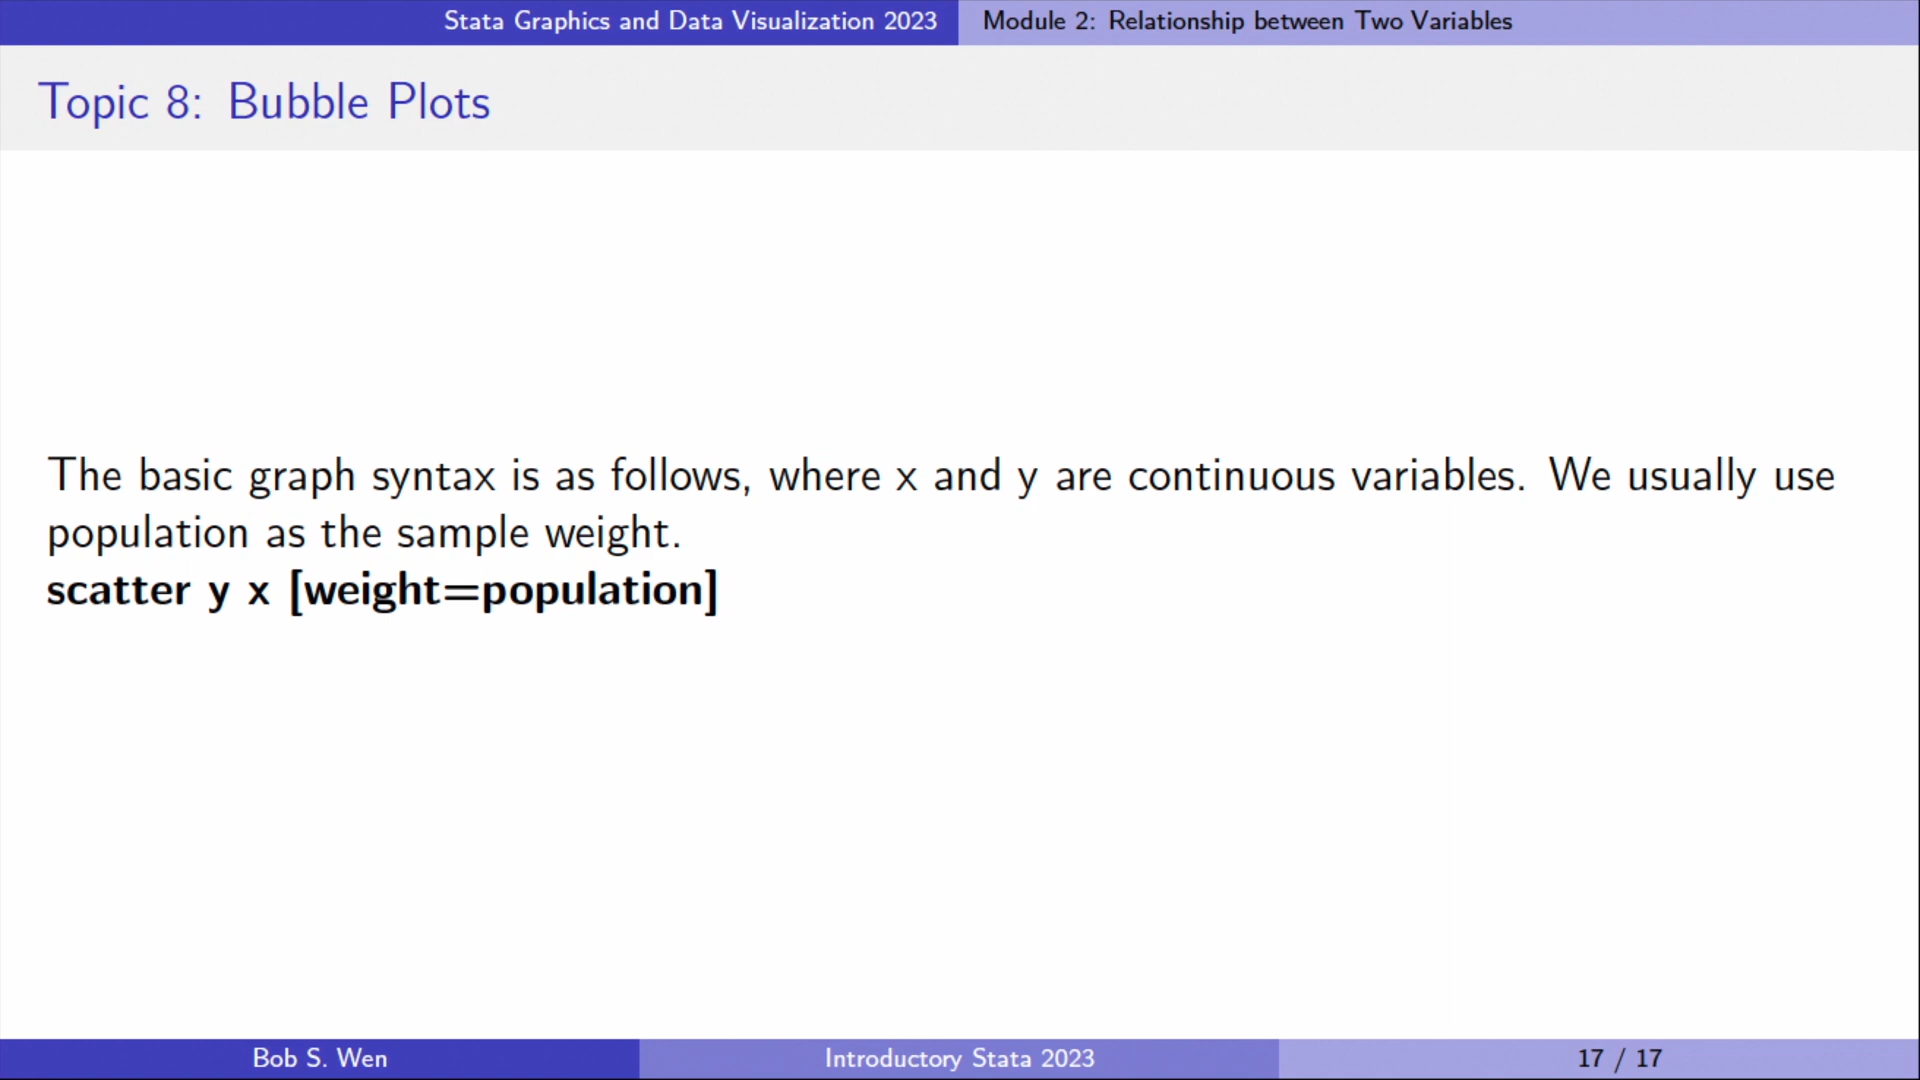 Stata Graphics and Data Visualization 2023
Module 2: Relationship between Two Variables
Topic 8: Bubble Plots
The basic graph syntax is as follows, where x and y are continuous variables. We usually use
population as the sample weight.
scatter y x [weight=population]
Bob S. Wen
Introductory Stata 2023
17 / 17